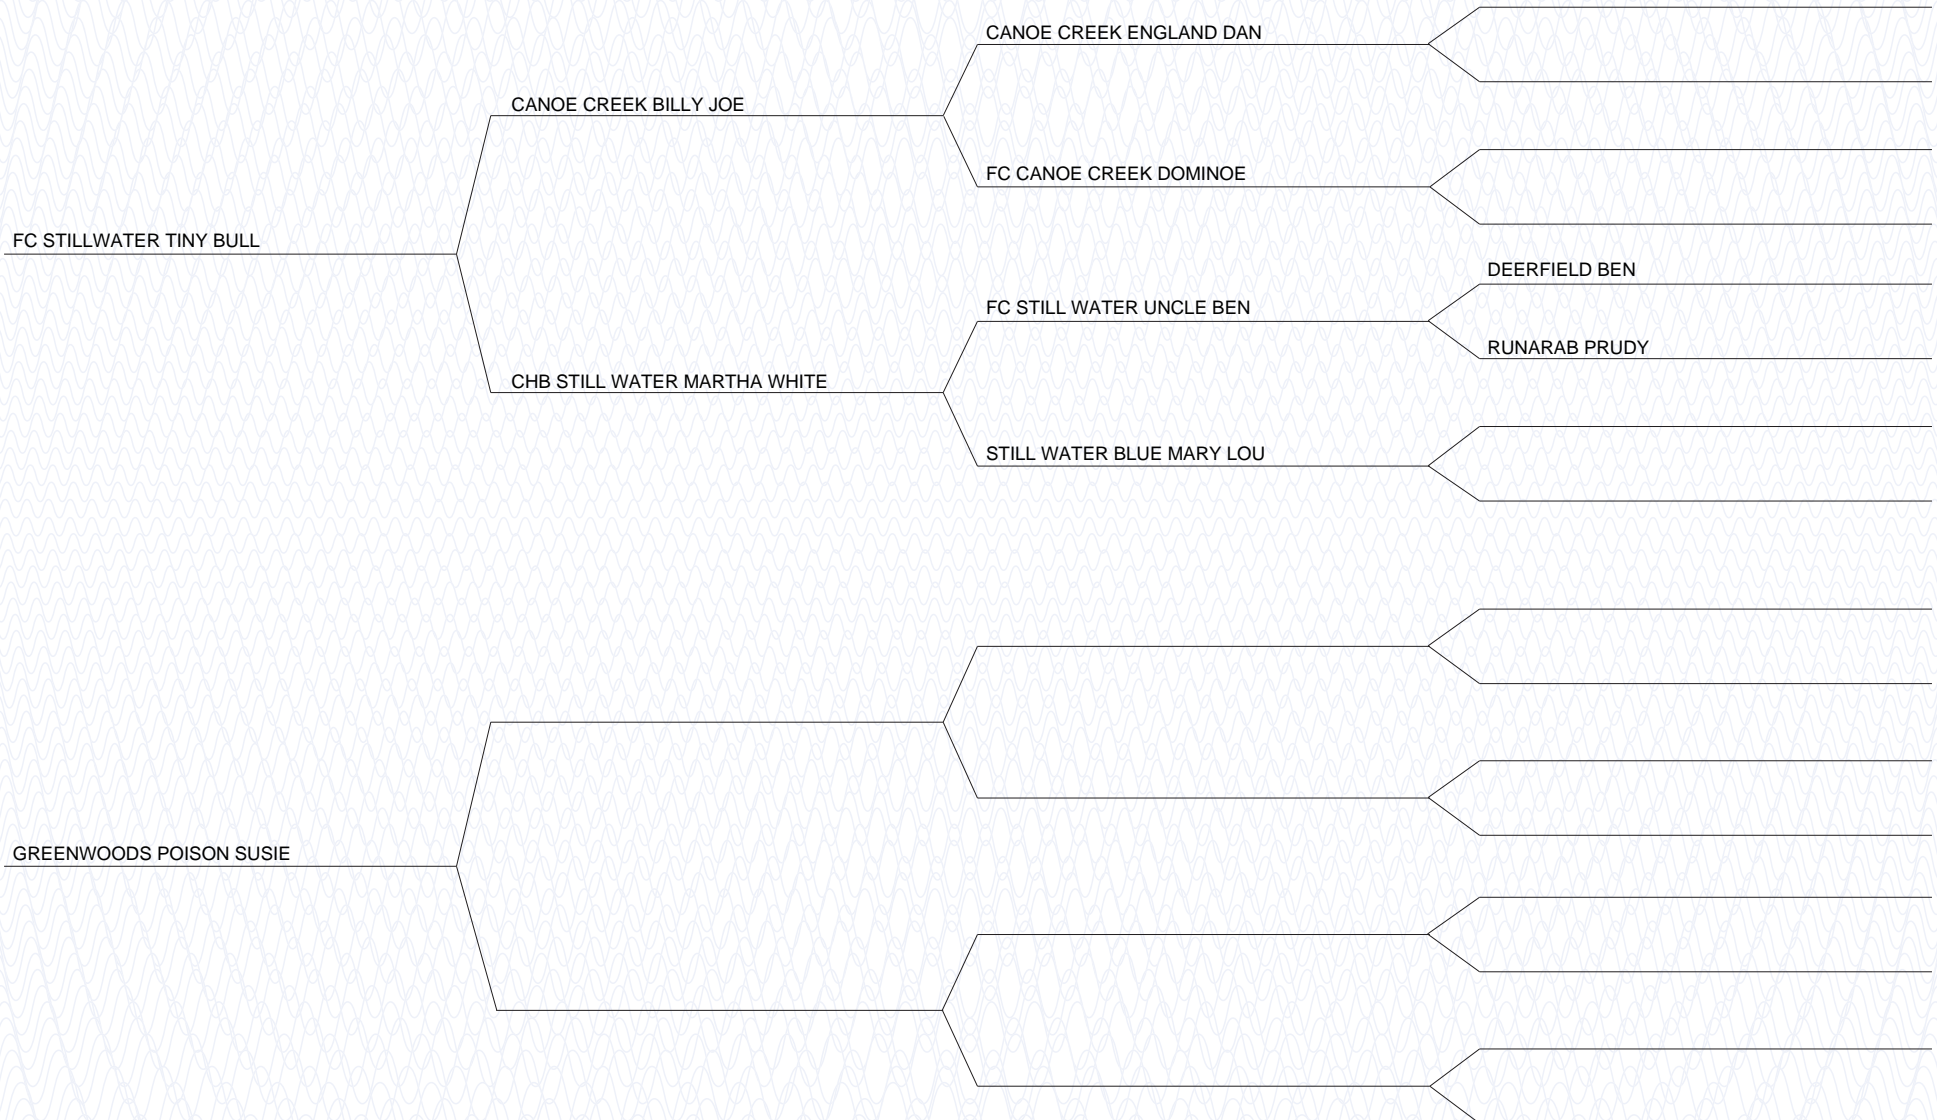 CANOE CREEK ENGLAND DAN
CANOE CREEK BILLY JOE
FC CANOE CREEK DOMINOE
FC STILLWATER TINY BULL
DEERFIELD BEN
FC STILL WATER UNCLE BEN
RUNARAB PRUDY
CHB STILL WATER MARTHA WHITE
STILL WATER BLUE MARY LOU
GREENWOODS POISON SUSIE